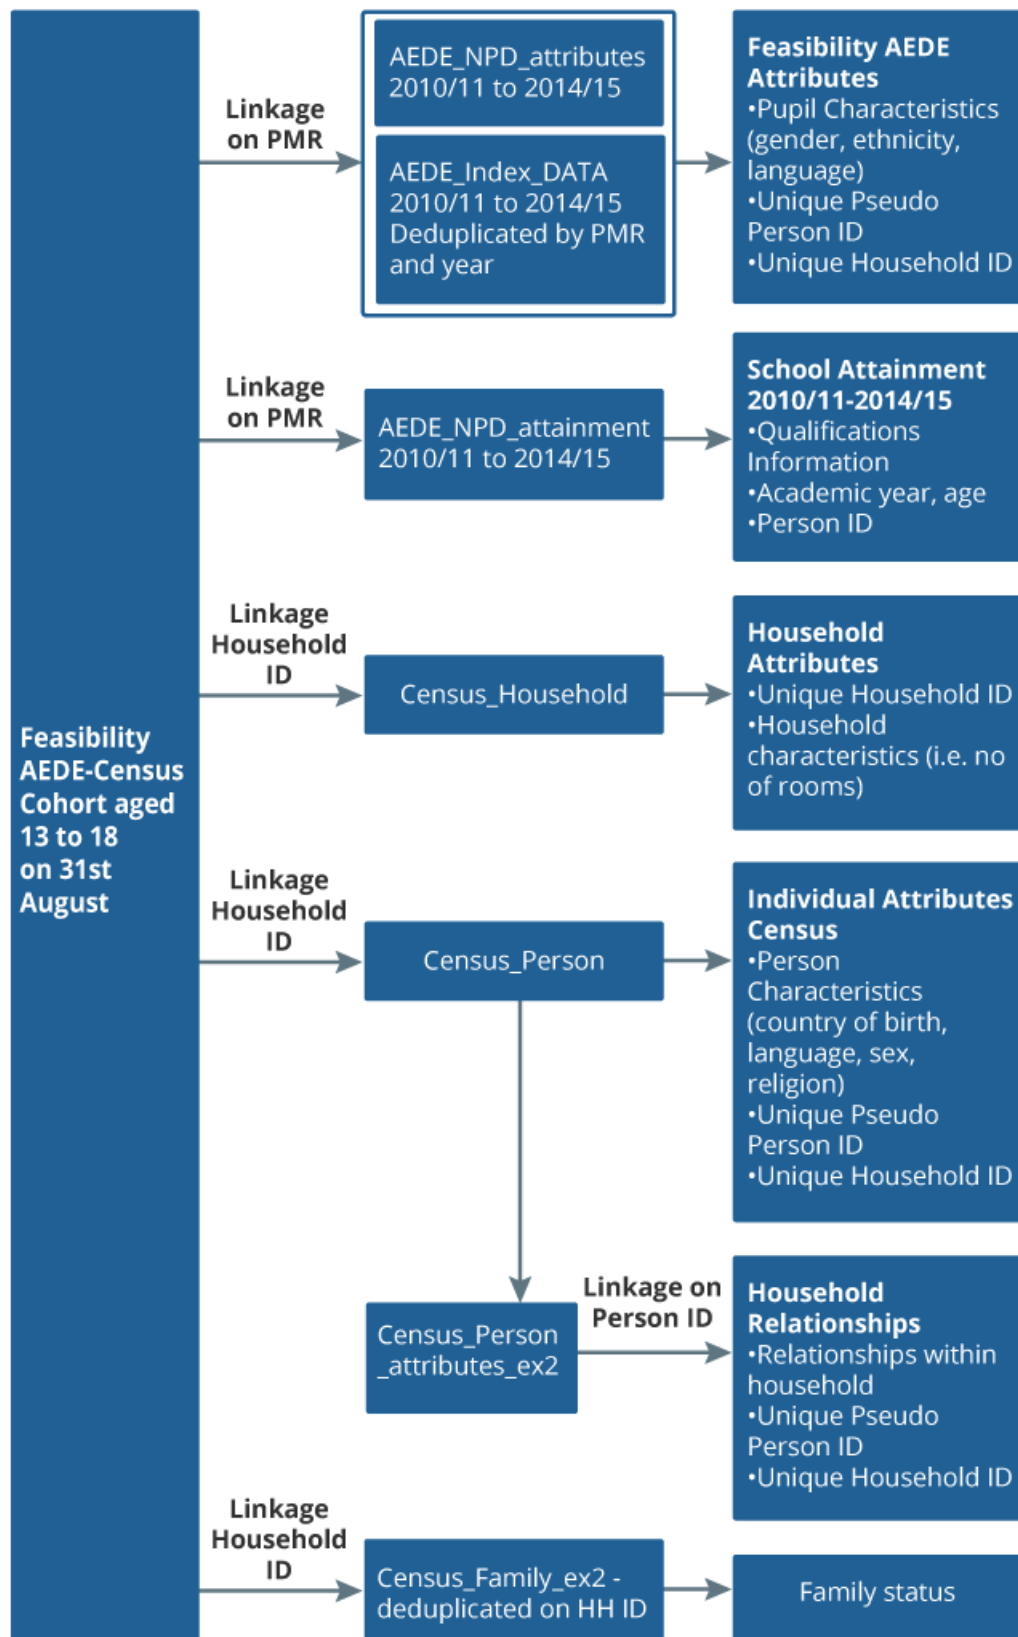 Feasibility
AEDE-Census
Cohort aged
13 to 18
on 31st
August
Linkage
on PMR
AEDE_NPD_attributes
2010/11 to 2014/15
AEDE_Index_DATA
2010/11 to 2014/15
Deduplicated by PMR
and year
Feasibility AEDE
Attributes
•Pupil Characteristics
(gender, ethnicity,
language)
•Unique Pseudo
Person ID
•Unique Household ID
Linkage
on PMR
AEDE_NPD_attainment
2010/11 to 2014/15
School Attainment
2010/11-2014/15
•Qualifications
Information
•Academic year, age
•Person ID
Linkage
Household
ID
Census_Household
Household
Attributes
•Unique Household ID
•Household
characteristics (i.e. no
of rooms)
Linkage
Household
ID
Census_Person
Individual Attributes
Census
•Person
Characteristics
(country of birth,
language, sex,
religion)
•Unique Pseudo
Person ID
•Unique Household ID
Census_Person
_attributes_ex2
Linkage on
Person ID
Household
Relationships
•Relationships within
household
•Unique Pseudo
Person ID
•Unique Household ID
Linkage
Household
ID
Census_Family_ex2 -
deduplicated on HH ID
Family status